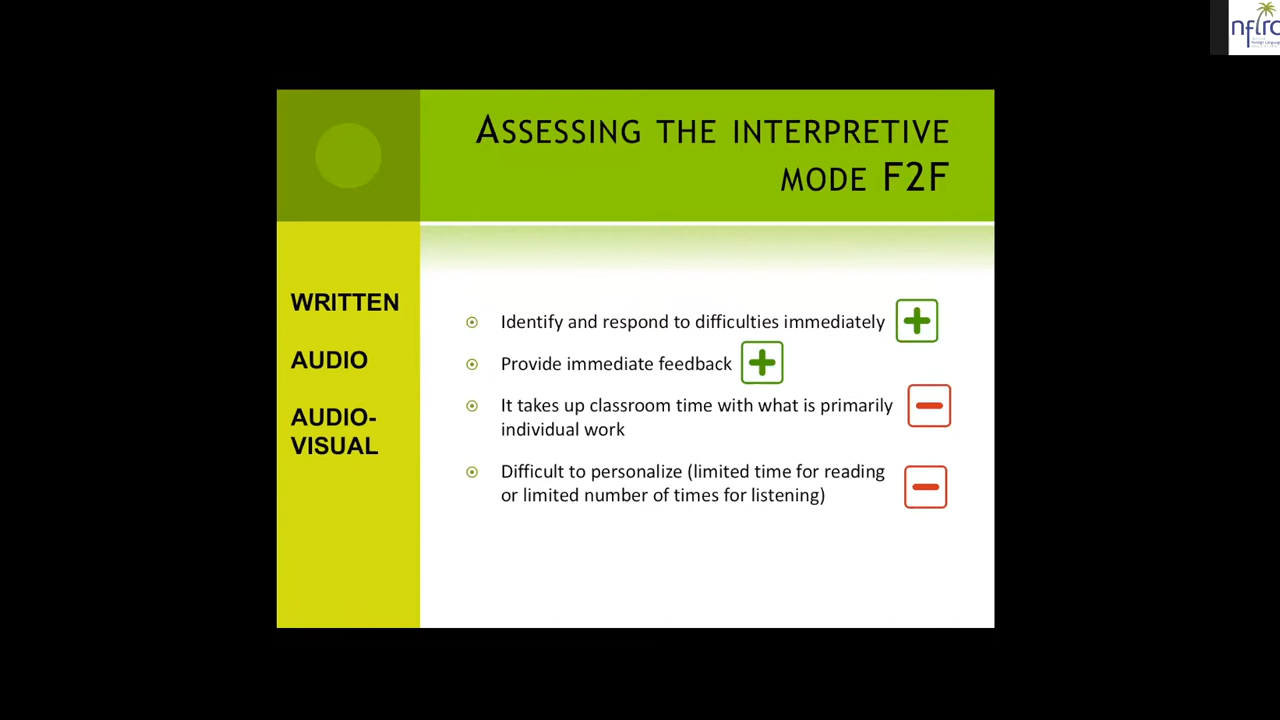 nflrc
ASSESSING THE INTERPRETIVE
MODE F2F
WRITTEN
AUDIO
AUDIO-
VISUAL
Identify and respond to difficulties immediately
Provide immediate feedback
It takes up classroom time with what is primarily
individual work
Difficult to personalize (limited time for reading
or limited number of times for listening)